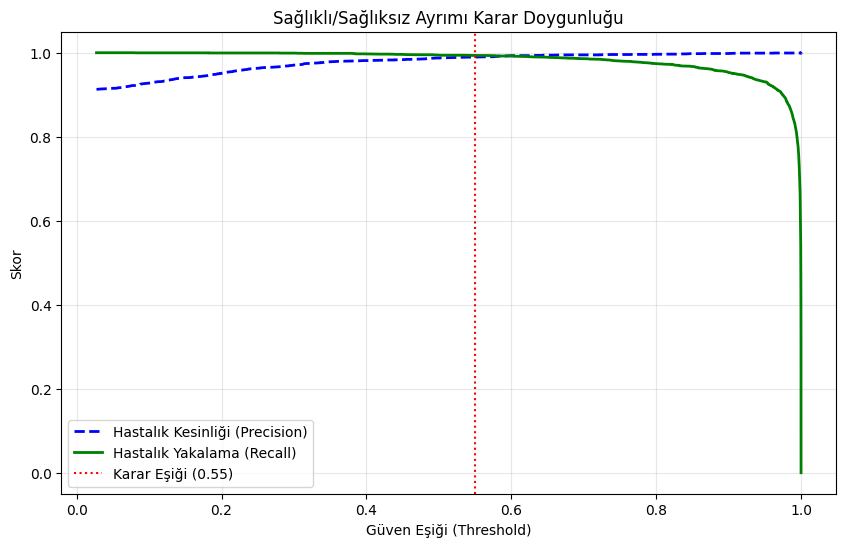 Sağlıklı/Sağlıksız Ayrımı Karar Doygunluğu
1.0
0.8
0.6
0.4
0.2
0.0
Skor
Hastalık Kesinliği (Precision)
Hastalık Yakalama (Recall)
Karar Eşiği (0.55)
0.0 0.2 0.4 0.6 0.8 1.0
Güven Eşiği (Threshold)